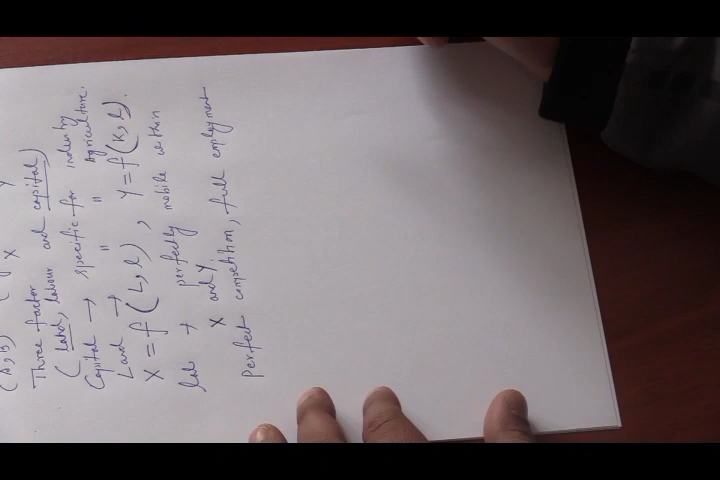 (A, B) X Y
Three factor
(land, labour and capital)
Capital → specific for industry
Land → " " Agriculture.
X = f (L, l), Y = f (K, l).
lab → perfectly mobile within
X and Y.
Perfect competition, full employment